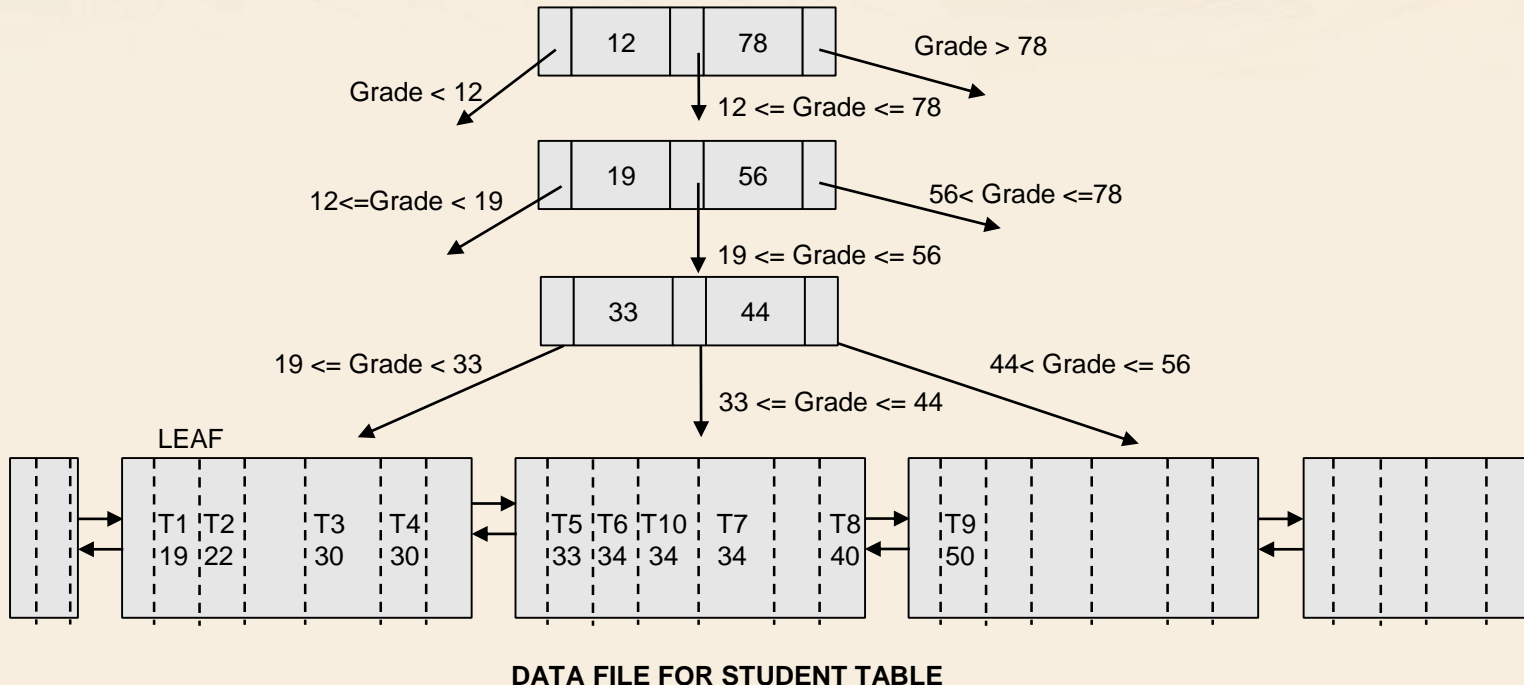 12 78
Grade > 78
Grade < 12
12 <= Grade <= 78
19 56
12<=Grade < 19
56< Grade <=78
19 <= Grade <= 56
33 44
19 <= Grade < 33
44< Grade <= 56
33 <= Grade <= 44
LEAF
T1 T2 T3 T4 T5 T6 T10 T7 T8 T9
19 22 30 30 33 34 34 34 40 50
DATA FILE FOR STUDENT TABLE